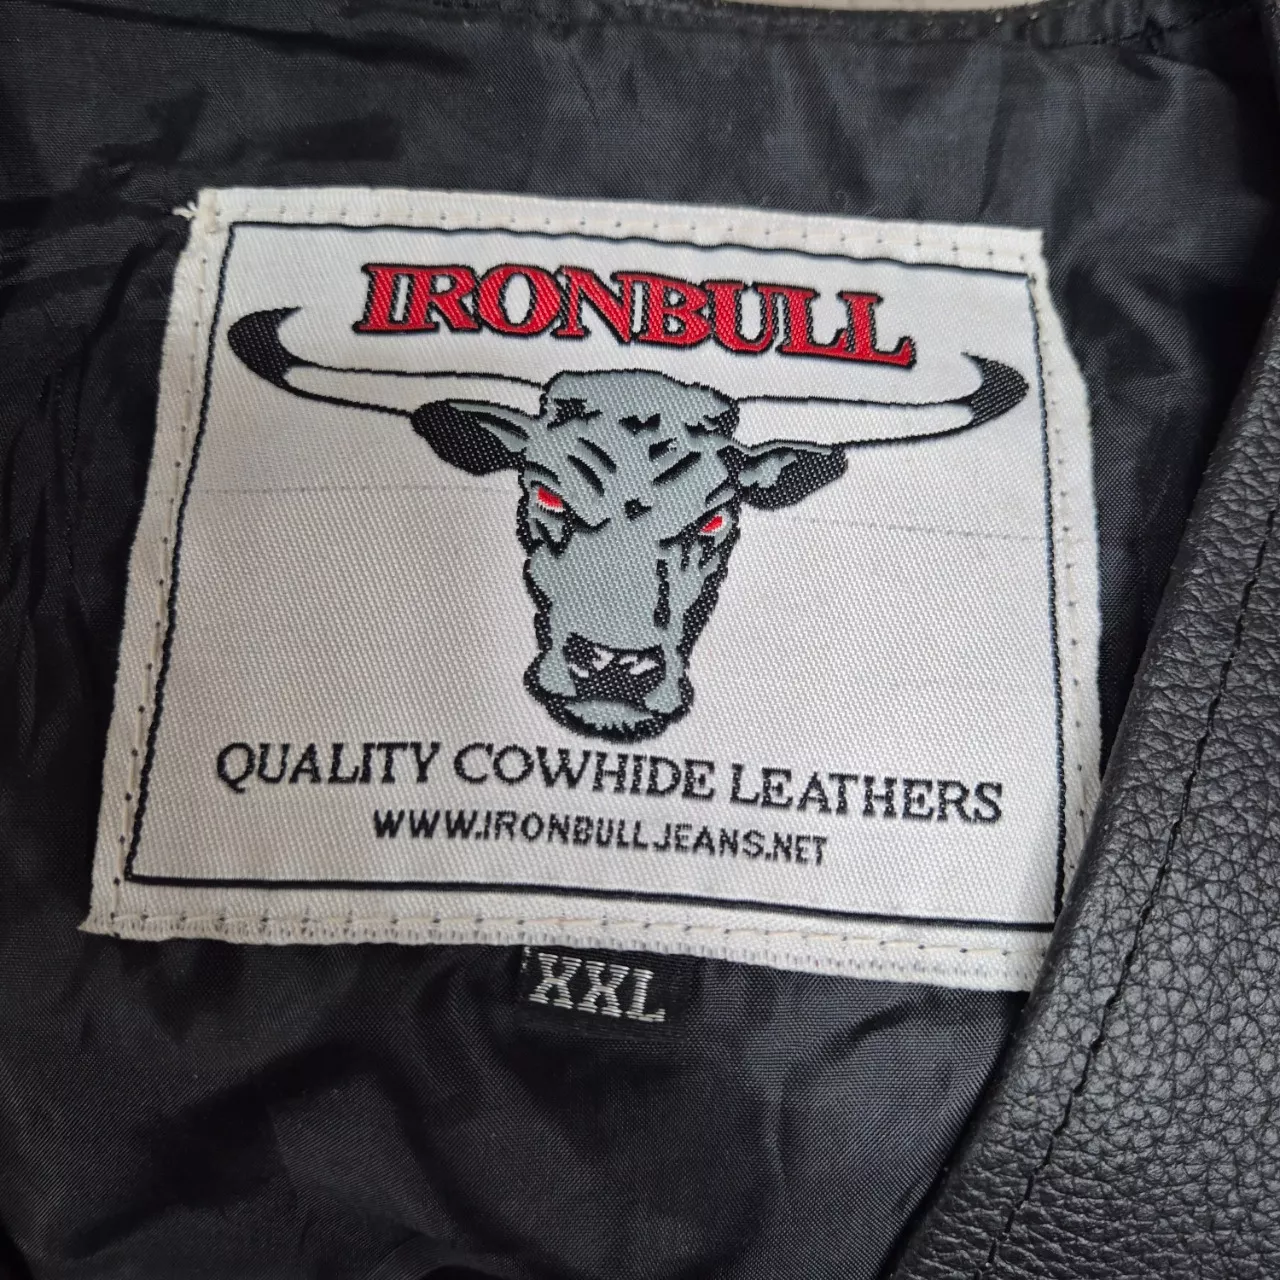 IRONBULL
QUALITY COWHIDE LEATHERS
WWW.IRONBULLJEANS.NET
XXL